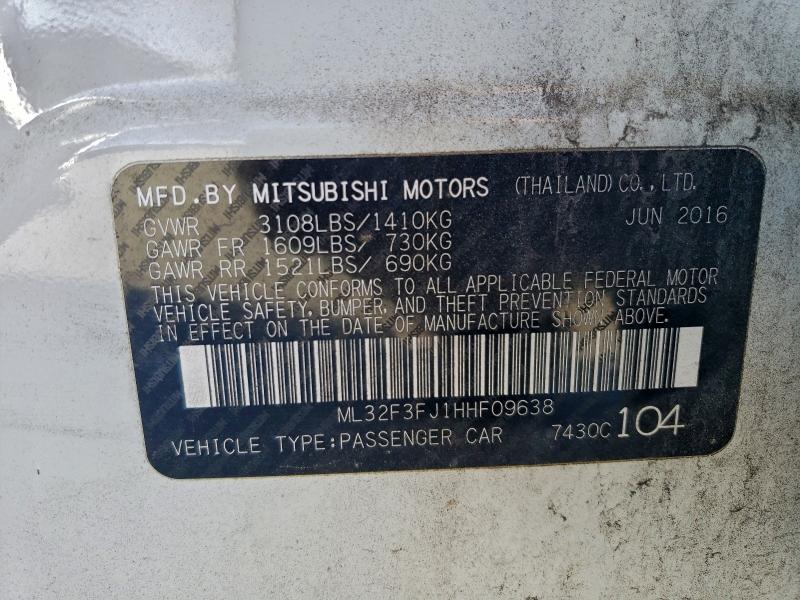 MFD.BY MITSUBISHI MOTORS (THAILAND)CO.,LTD.
GVWR 3108LBS/1410KG JUN 2016
GAWR FR 1609LBS/ 730KG
GAWR RR 1521LBS/ 690KG
THIS VEHICLE CONFORMS TO ALL APPLICABLE FEDERAL MOTOR
VEHICLE SAFETY, BUMPER, AND THEFT PREVENTION STANDARDS
IN EFFECT ON THE DATE OF MANUFACTURE SHOWN ABOVE.
ML32F3FJ1HHF09638
VEHICLE TYPE:PASSENGER CAR 7430C 104